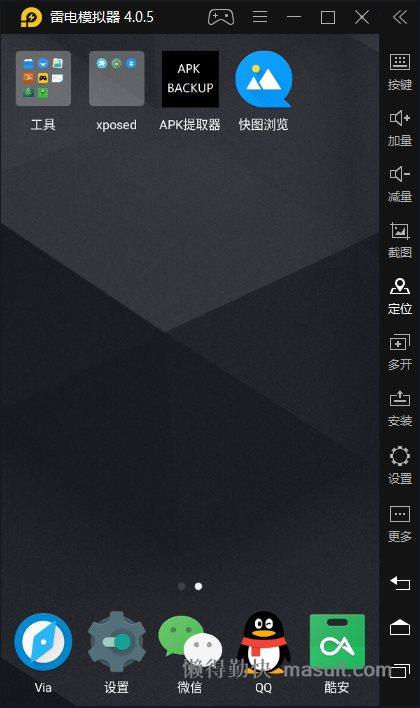 雷电模拟器 4.0.5
APK
BACKUP
工具
xposed
APK提取器
快图浏览
按键
加量
减量
截图
定位
多开
安装
设置
更多
Via
设置
微信
QQ
酷安
懒得勤快-masuit.com